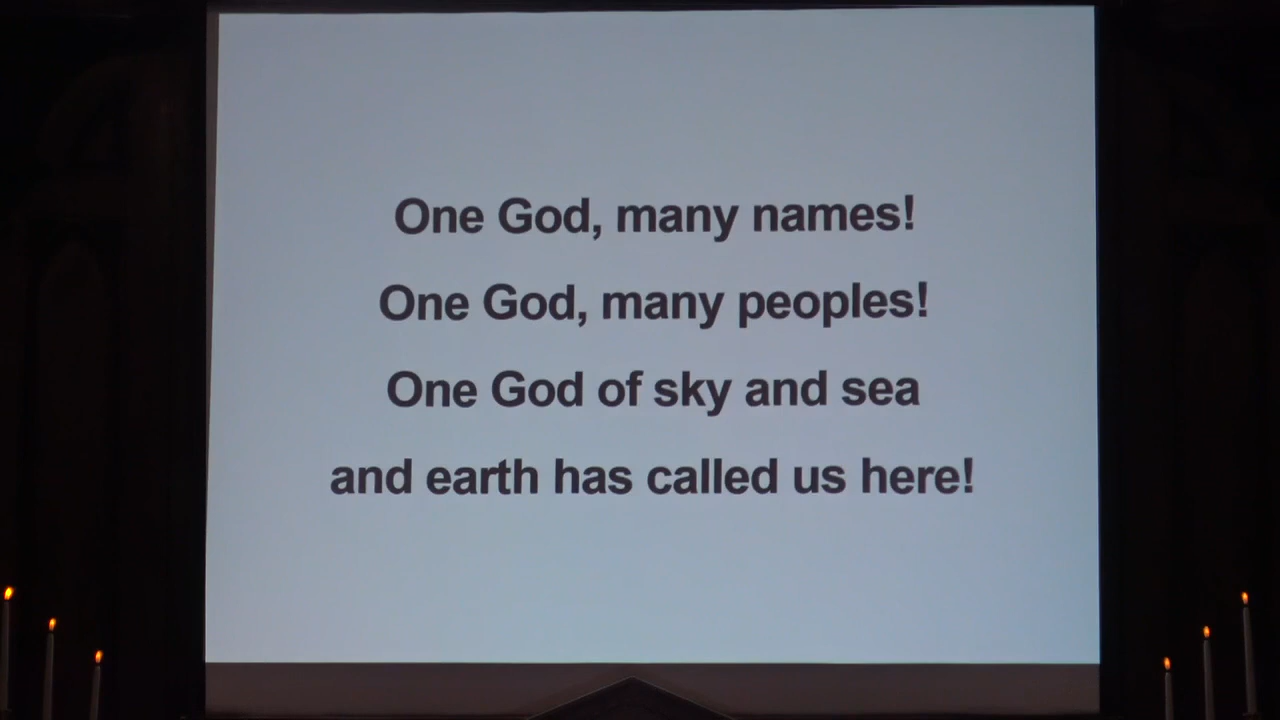 One God, many names!
One God, many peoples!
One God of sky and sea
and earth has called us here!